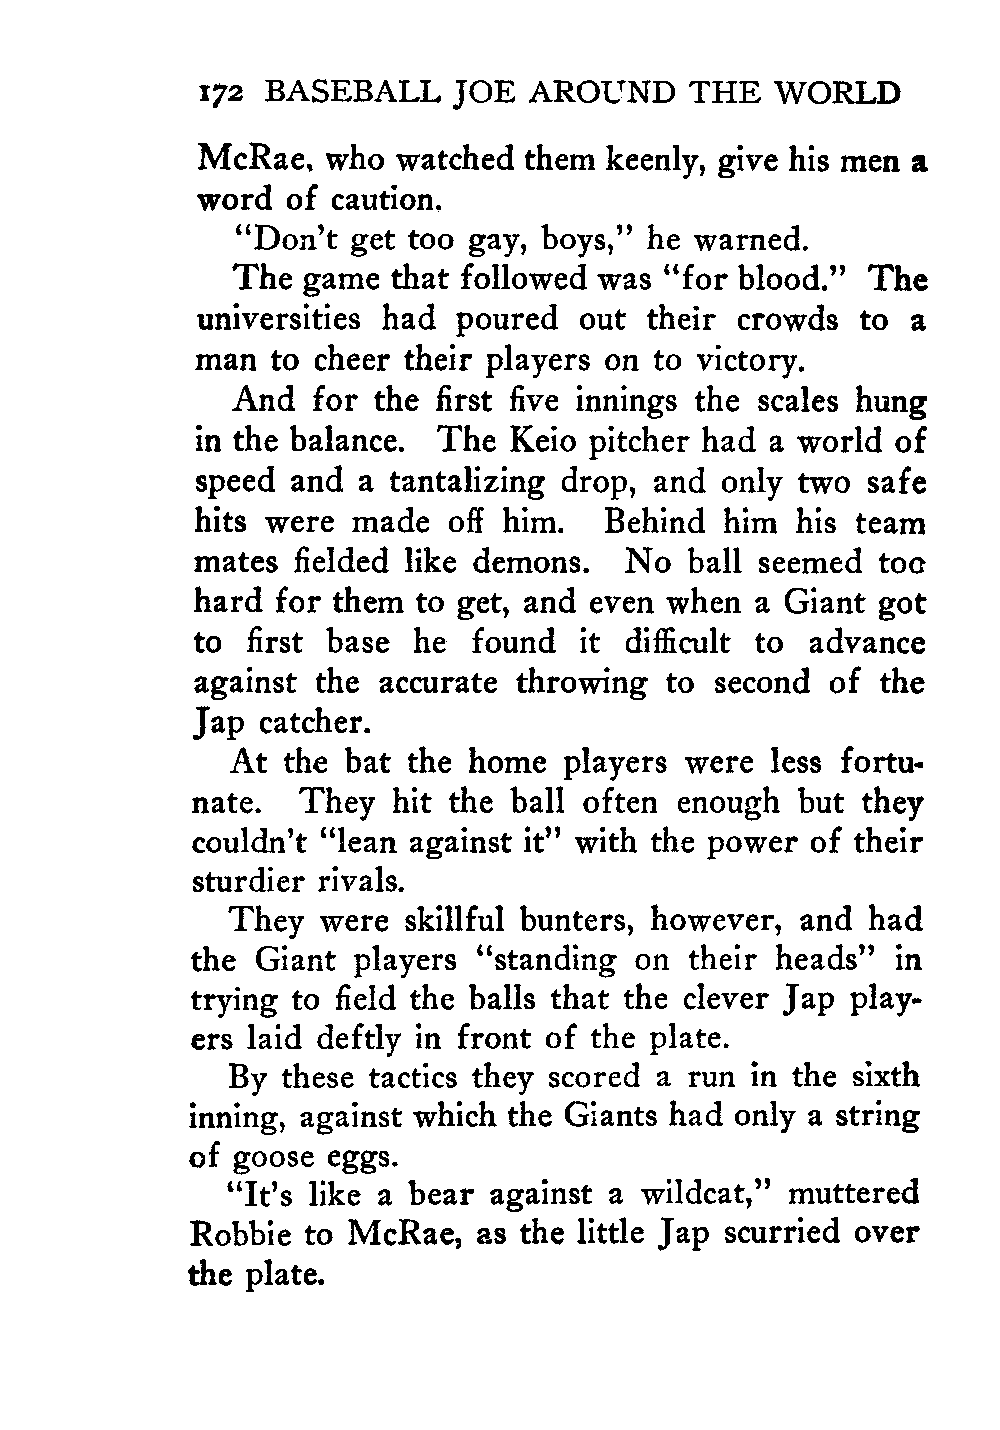 172 BASEBALL JOE AROUND THE WORLD
McRae, who watched them keenly, give his men a
word of caution.
"Don't get too gay, boys," he warned.
The game that followed was "for blood." The
universities had poured out their crowds to a
man to cheer their players on to victory.
And for the first five innings the scales hung
in the balance. The Keio pitcher had a world of
speed and a tantalizing drop, and only two safe
hits were made off him. Behind him his team
mates fielded like demons. No ball seemed too
hard for them to get, and even when a Giant got
to first base he found it difficult to advance
against the accurate throwing to second of the
Jap catcher.
At the bat the home players were less fortu-
nate. They hit the ball often enough but they
couldn't "lean against it" with the power of their
sturdier rivals.
They were skillful bunters, however, and had
the Giant players "standing on their heads" in
trying to field the balls that the clever Jap play-
ers laid deftly in front of the plate.
By these tactics they scored a run in the sixth
inning, against which the Giants had only a string
of goose eggs.
"It's like a bear against a wildcat," muttered
Robbie to McRae, as the little Jap scurried over
the plate.